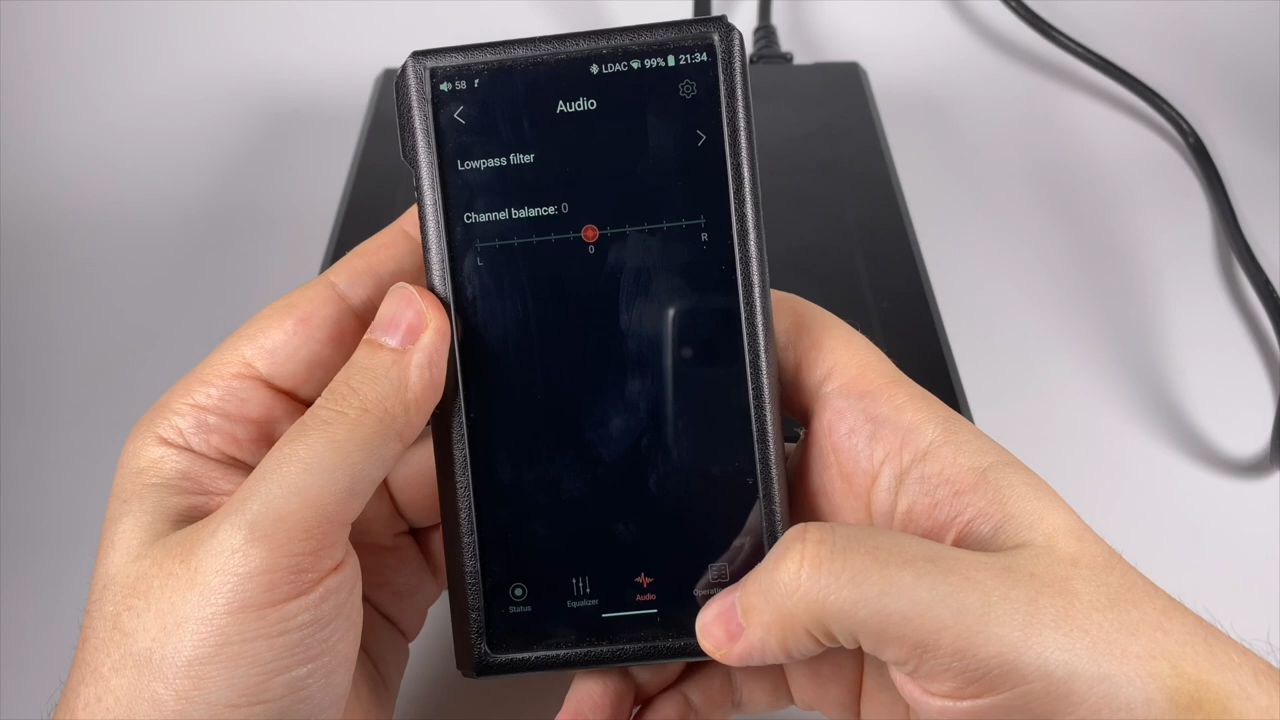 58 LDAC 99% 21:34
Audio
Lowpass filter
Channel balance: 0
L 0 R
Status Equalizer Audio